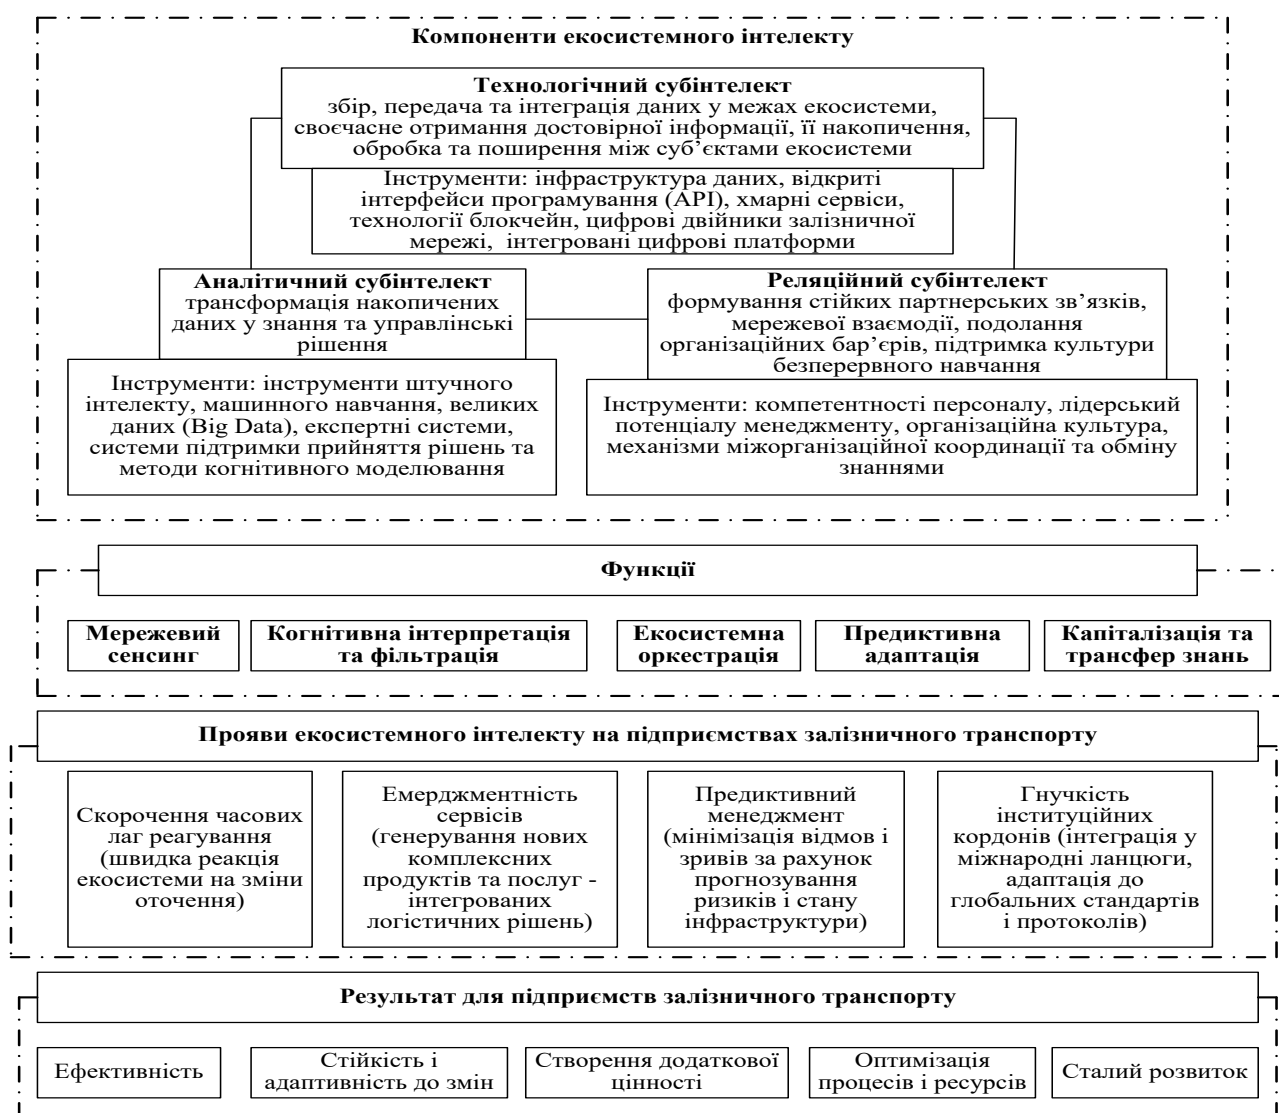 Компоненти екосистемного інтелекту
Технологічний субінтелект
збір, передача та інтеграція даних у межах екосистеми,
своєчасне отримання достовірної інформації, її накопичення,
обробка та поширення між суб’єктами екосистеми
Інструменти: інфраструктура даних, відкриті
інтерфейси програмування (API), хмарні сервіси,
технології блокчейн, цифрові двійники залізничної
мережі, інтегровані цифрові платформи
Аналітичний субінтелект
трансформація накопичених
даних у знання та управлінські
рішення
Інструменти: інструменти штучного
інтелекту, машинного навчання, великих
даних (Big Data), експертні системи,
системи підтримки прийняття рішень та
методи когнітивного моделювання
Реляційний субінтелект
формування стійких партнерських зв’язків,
мережевої взаємодії, подолання
організаційних бар’єрів, підтримка культури
безперервного навчання
Інструменти: компетентності персоналу, лідерський
потенціалу менеджменту, організаційна культура,
механізми міжорганізаційної координації та обміну
знаннями
Функції
Мережевий
сенсинг
Когнітивна інтерпретація
та фільтрація
Екосистемна
оркестрація
Предиктивна
адаптація
Капіталізація та
трансфер знань
Прояви екосистемного інтелекту на підприємствах залізничного транспорту
Скорочення часових
лаг реагування
(швидка реакція
екосистеми на зміни
оточення)
Емерджментність
сервісів
(генерування нових
комплексних
продуктів та послуг -
інтегрованих
логістичних рішень)
Предиктивний
менеджмент
(мінімізація відмов і
зривів за рахунок
прогнозування
ризиків і стану
інфраструктури)
Гнучкість
інституційних
кордонів (інтеграція у
міжнародні ланцюги,
адаптація до
глобальних стандартів
і протоколів)
Результат для підприємств залізничного транспорту
Ефективність
Стійкість і
адаптивність до змін
Створення додаткової
цінності
Оптимізація
процесів і ресурсів
Сталий розвиток